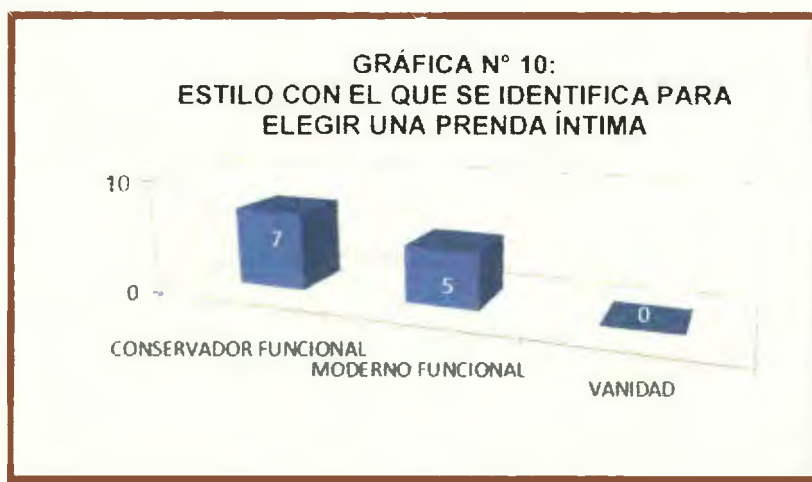 GRÁFICA N° 10:
ESTILO CON EL QUE SE IDENTIFICA PARA
ELEGIR UNA PRENDA ÍNTIMA
10
7
5
0
0
CONSERVADOR FUNCIONAL
MODERNO FUNCIONAL
VANIDAD